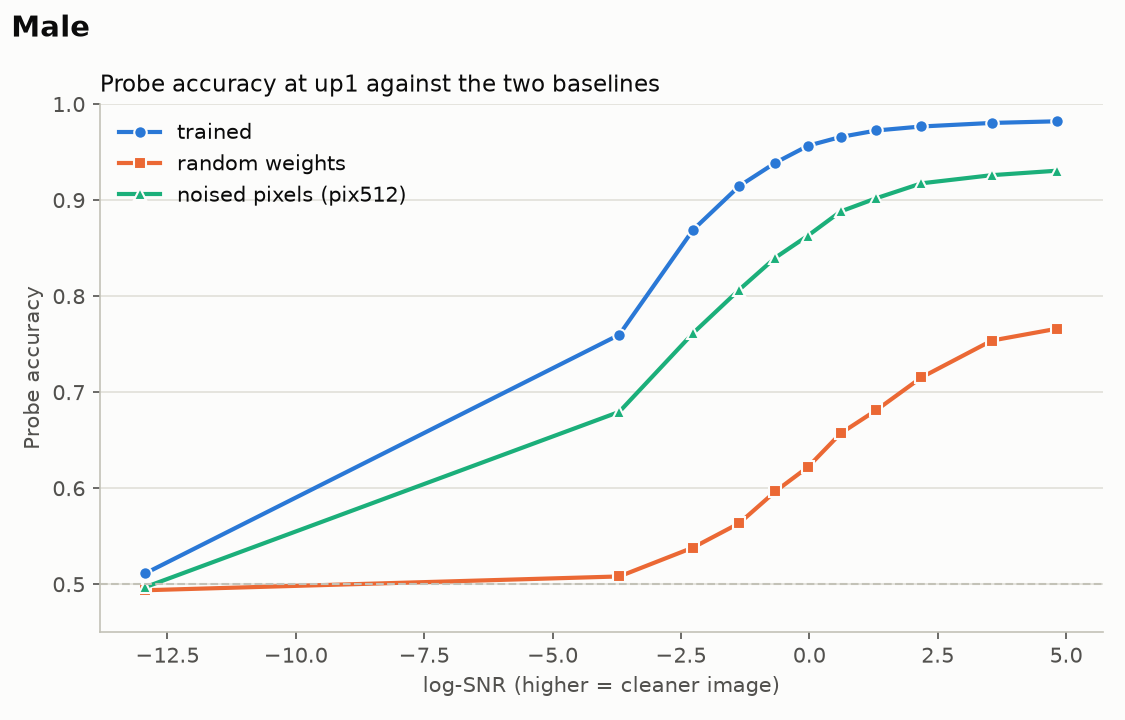 Male
Probe accuracy at up1 against the two baselines
1.0
trained
random weights
noised pixels (pix512)
0.9
0.8
0.7
0.6
0.5
Probe accuracy
−12.5 −10.0 −7.5 −5.0 −2.5 0.0 2.5 5.0
log-SNR (higher = cleaner image)